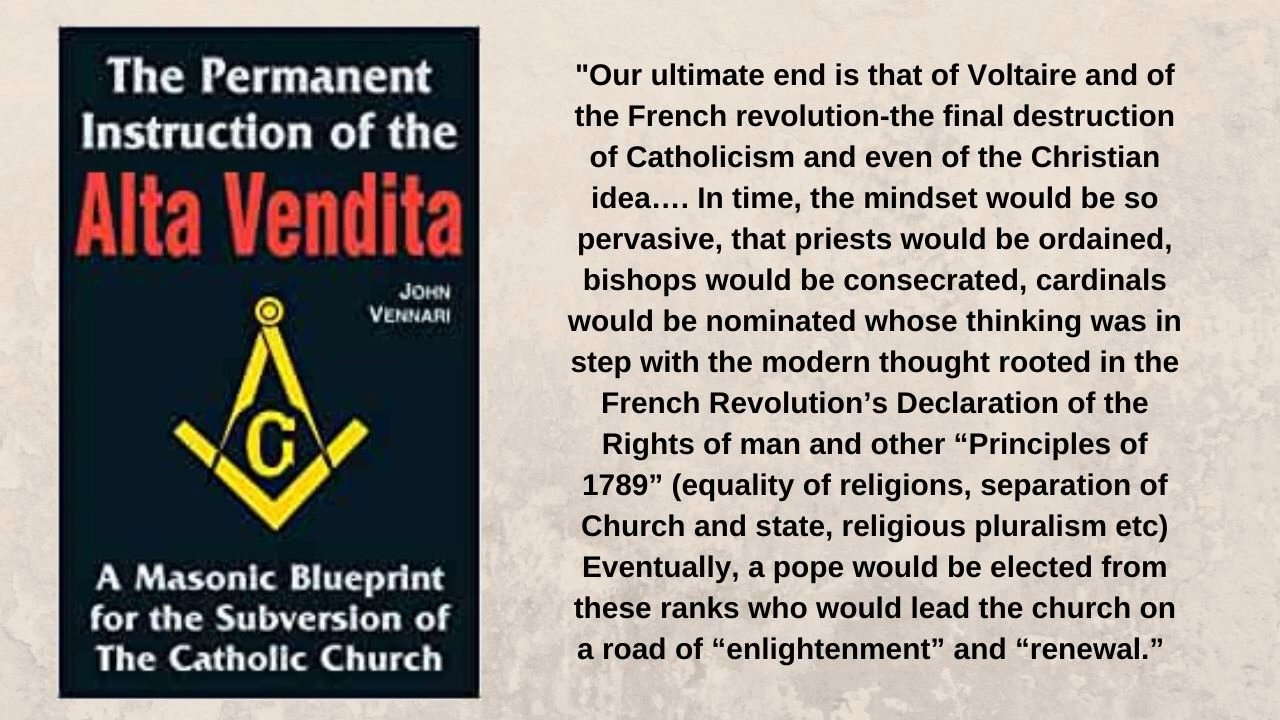 The Permanent
Instruction of the
Alta Vendita
JOHN
VENNARI
G
A Masonic Blueprint
for the Subversion of
The Catholic Church
"Our ultimate end is that of Voltaire and of
the French revolution-the final destruction
of Catholicism and even of the Christian
idea…. In time, the mindset would be so
pervasive, that priests would be ordained,
bishops would be consecrated, cardinals
would be nominated whose thinking was in
step with the modern thought rooted in the
French Revolution’s Declaration of the
Rights of man and other “Principles of
1789” (equality of religions, separation of
Church and state, religious pluralism etc)
Eventually, a pope would be elected from
these ranks who would lead the church on
a road of “enlightenment” and “renewal.”